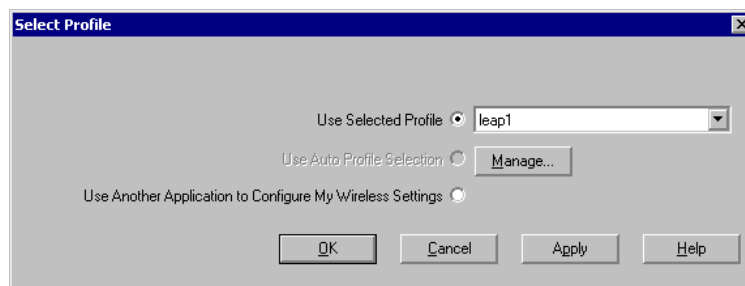 Select Profile
Use Selected Profile leap1
Use Auto Profile Selection Manage...
Use Another Application to Configure My Wireless Settings
OK Cancel Apply Help